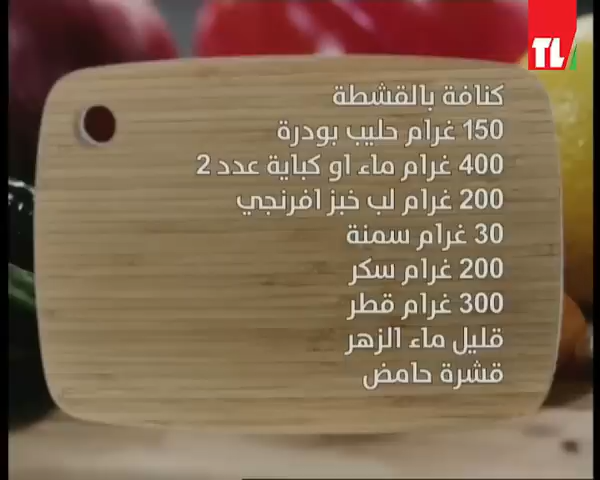 TL
كنافة بالقشطة
150 غرام حليب بودرة
400 غرام ماء او كباية عدد 2
200 غرام لب خبز افرنجي
30 غرام سمنة
200 غرام سكر
300 غرام قطر
قليل ماء الزهر
قشرة حامض